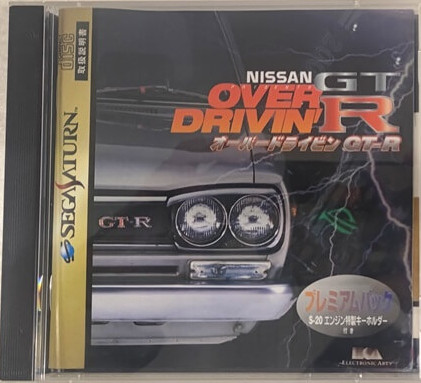 DISC
取扱説明書
SEGASATURN™
NISSAN
GT
OVER
DRIVIN'
R
オーバードライビン GT-R
GT-R
プレミアムパック
S-20 エンジン特製キーホルダー
付き
EA
ELECTRONIC ARTS®